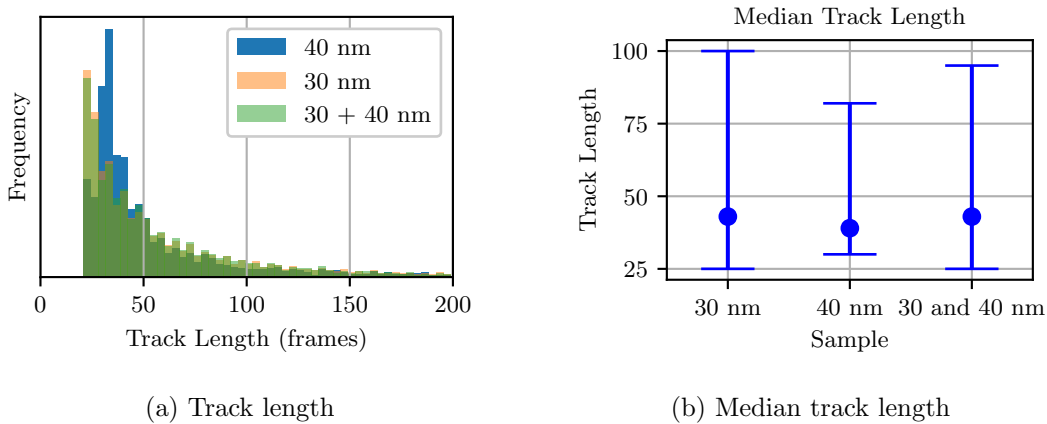 Frequency
40 nm
30 nm
30 + 40 nm
0 50 100 150 200
Track Length (frames)
(a) Track length
Median Track Length
Track Length
100
75
50
25
30 nm 40 nm 30 and 40 nm
Sample
(b) Median track length